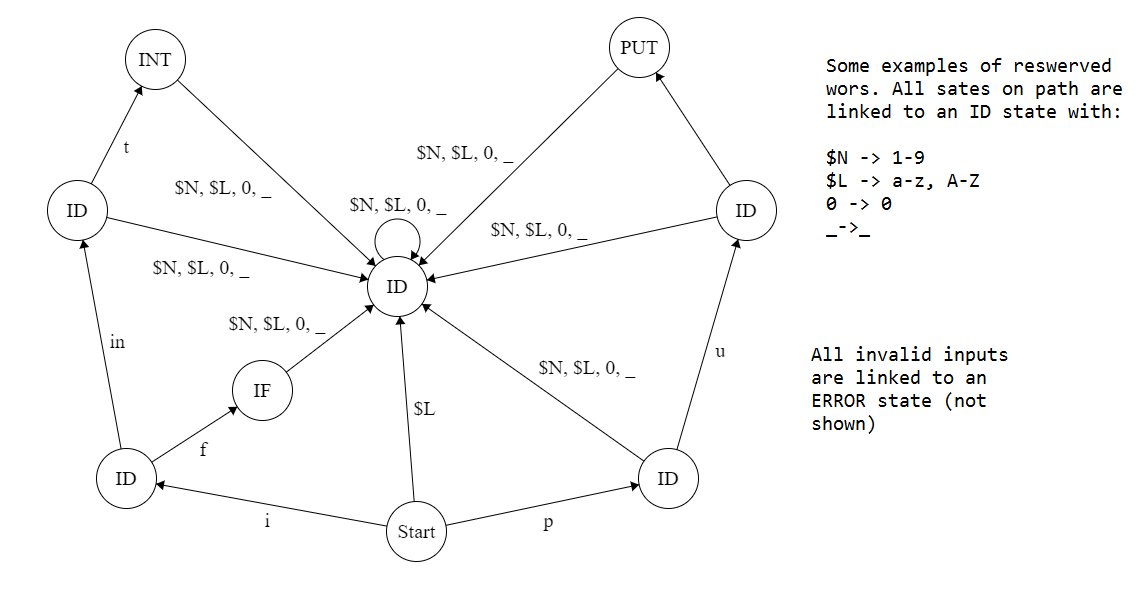 PUT
INT
Some examples of reswerved
wors. All sates on path are
linked to an ID state with:
t
$N, $L, 0, _
$N -> 1-9
$L -> a-z, A-Z
0 -> 0
_->_
$N, $L, 0, _
$N, $L, 0, _
ID
ID
$N, $L, 0, _
$N, $L, 0, _
ID
$N, $L, 0, _
in
u
All invalid inputs
are linked to an
ERROR state (not
shown)
$N, $L, 0, _
IF
$L
f
ID
ID
i
p
Start